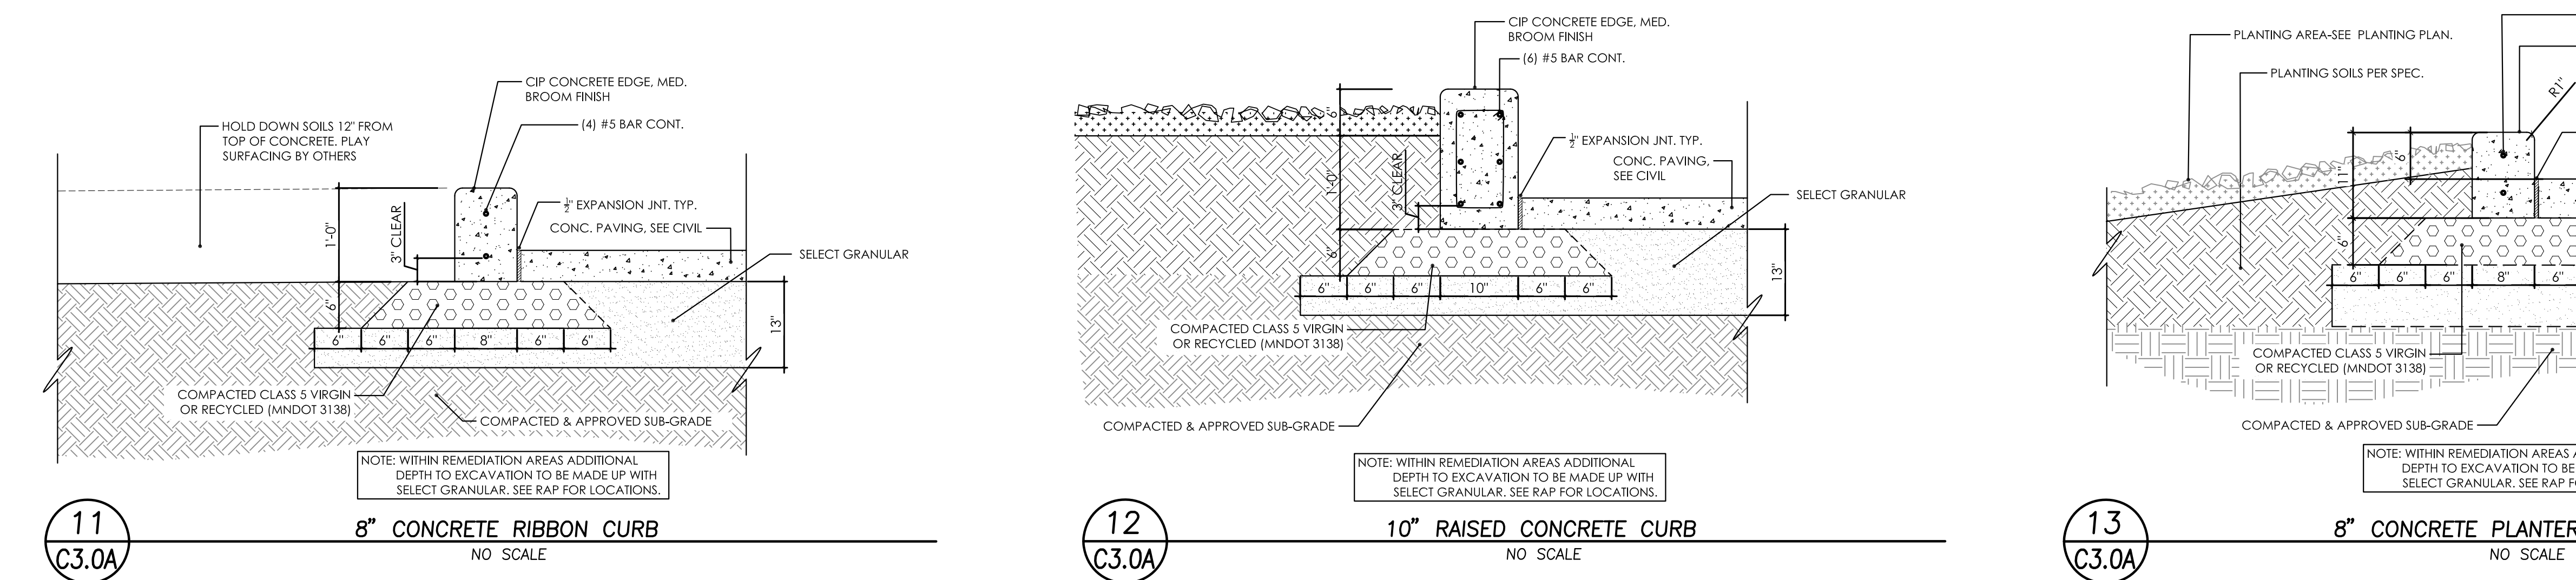 CIP CONCRETE EDGE, MED.
BROOM FINISH
(4) #5 BAR CONT.
HOLD DOWN SOILS 12" FROM
TOP OF CONCRETE. PLAY
SURFACING BY OTHERS
½" EXPANSION JNT. TYP.
CONC. PAVING, SEE CIVIL
SELECT GRANULAR
1'-0"
3" CLEAR
6"
13"
6" 6" 6" 8" 6" 6"
COMPACTED CLASS 5 VIRGIN
OR RECYCLED (MNDOT 3138)
COMPACTED & APPROVED SUB-GRADE
NOTE: WITHIN REMEDIATION AREAS ADDITIONAL
DEPTH TO EXCAVATION TO BE MADE UP WITH
SELECT GRANULAR. SEE RAP FOR LOCATIONS.
11
C3.0A
8" CONCRETE RIBBON CURB
NO SCALE
CIP CONCRETE EDGE, MED.
BROOM FINISH
(6) #5 BAR CONT.
6"
½" EXPANSION JNT. TYP.
CONC. PAVING,
SEE CIVIL
SELECT GRANULAR
1'-0"
3" CLEAR
6"
13"
6" 6" 6" 10" 6" 6"
COMPACTED CLASS 5 VIRGIN
OR RECYCLED (MNDOT 3138)
COMPACTED & APPROVED SUB-GRADE
NOTE: WITHIN REMEDIATION AREAS ADDITIONAL
DEPTH TO EXCAVATION TO BE MADE UP WITH
SELECT GRANULAR. SEE RAP FOR LOCATIONS.
12
C3.0A
10" RAISED CONCRETE CURB
NO SCALE
PLANTING AREA-SEE PLANTING PLAN.
PLANTING SOILS PER SPEC.
R1"
6"
11"
6"
6" 6" 6" 8" 6"
COMPACTED CLASS 5 VIRGIN
OR RECYCLED (MNDOT 3138)
COMPACTED & APPROVED SUB-GRADE
NOTE: WITHIN REMEDIATION AREAS
DEPTH TO EXCAVATION TO BE
SELECT GRANULAR. SEE RAP
13
C3.0A
8" CONCRETE PLANTER
NO SCALE